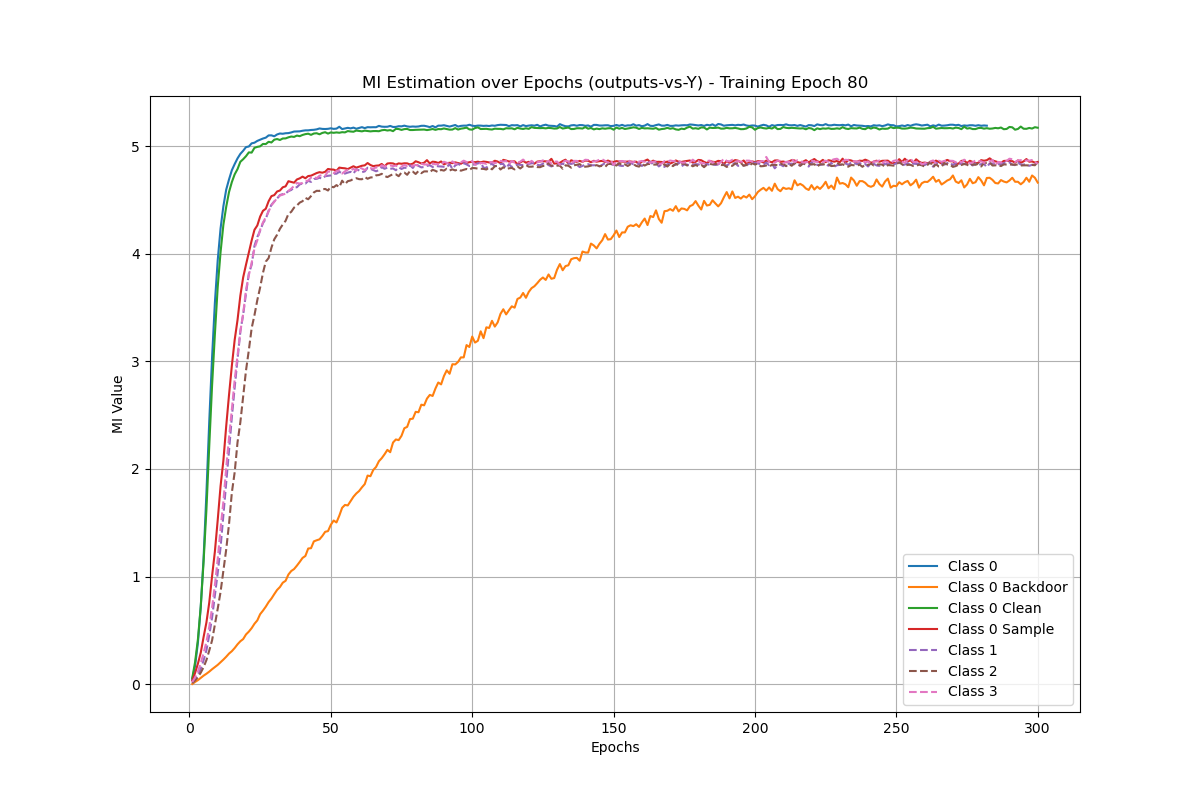 MI Estimation over Epochs (outputs-vs-Y) - Training Epoch 80
MI Value
5
4
3
2
1
0
0 50 100 150 200 250 300
Epochs
Class 0
Class 0 Backdoor
Class 0 Clean
Class 0 Sample
Class 1
Class 2
Class 3